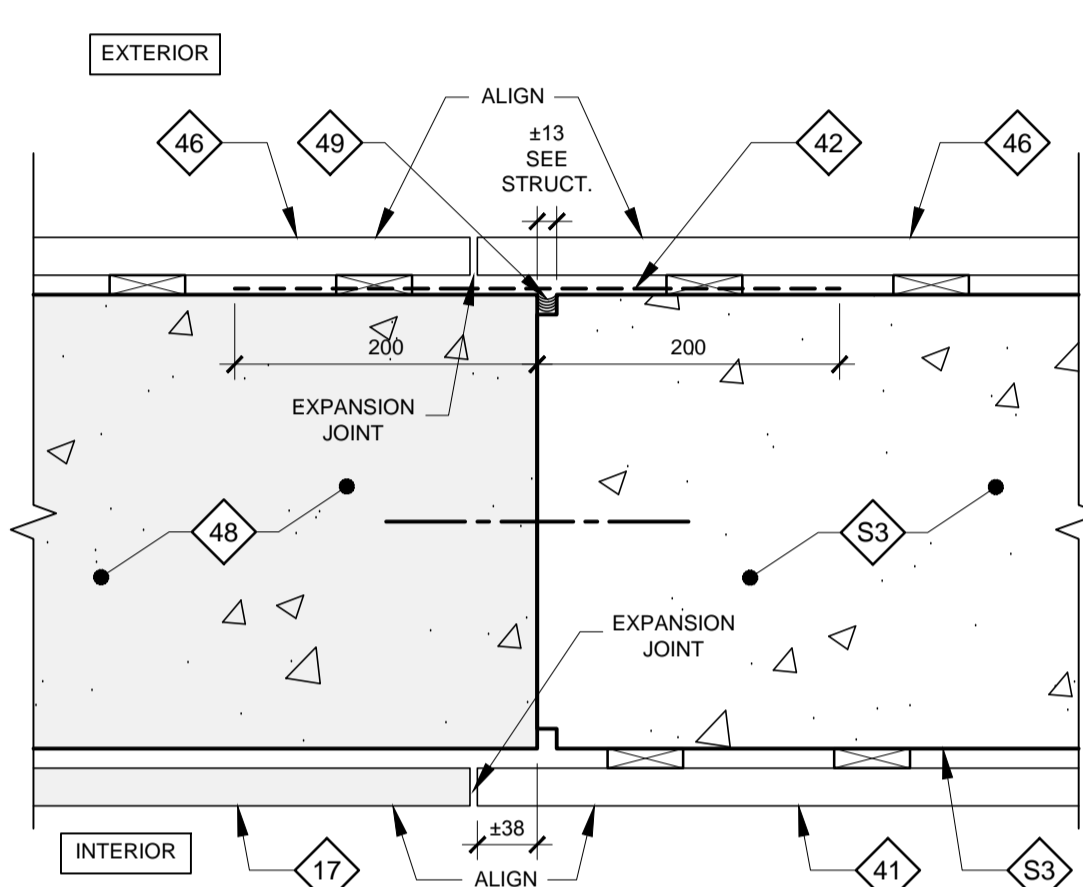 EXTERIOR
ALIGN
46
49
±13
SEE
STRUCT.
42
46
200
200
EXPANSION
JOINT
48
S3
EXPANSION
JOINT
±38
INTERIOR
17
ALIGN
41
S3